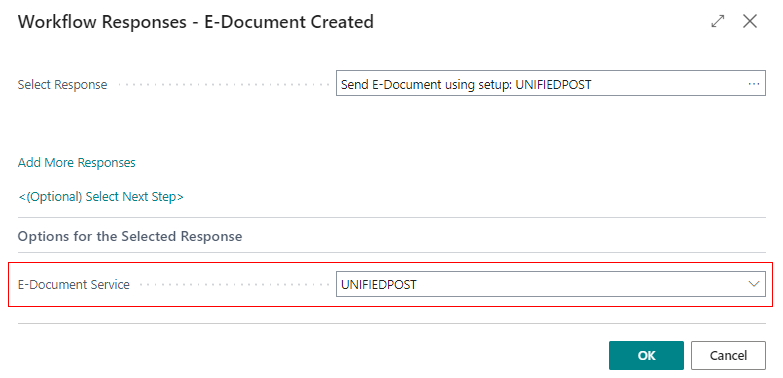 Workflow Responses - E-Document Created
Select Response
Send E-Document using setup: UNIFIEDPOST
Add More Responses
<(Optional) Select Next Step>
Options for the Selected Response
E-Document Service
UNIFIEDPOST
OK
Cancel